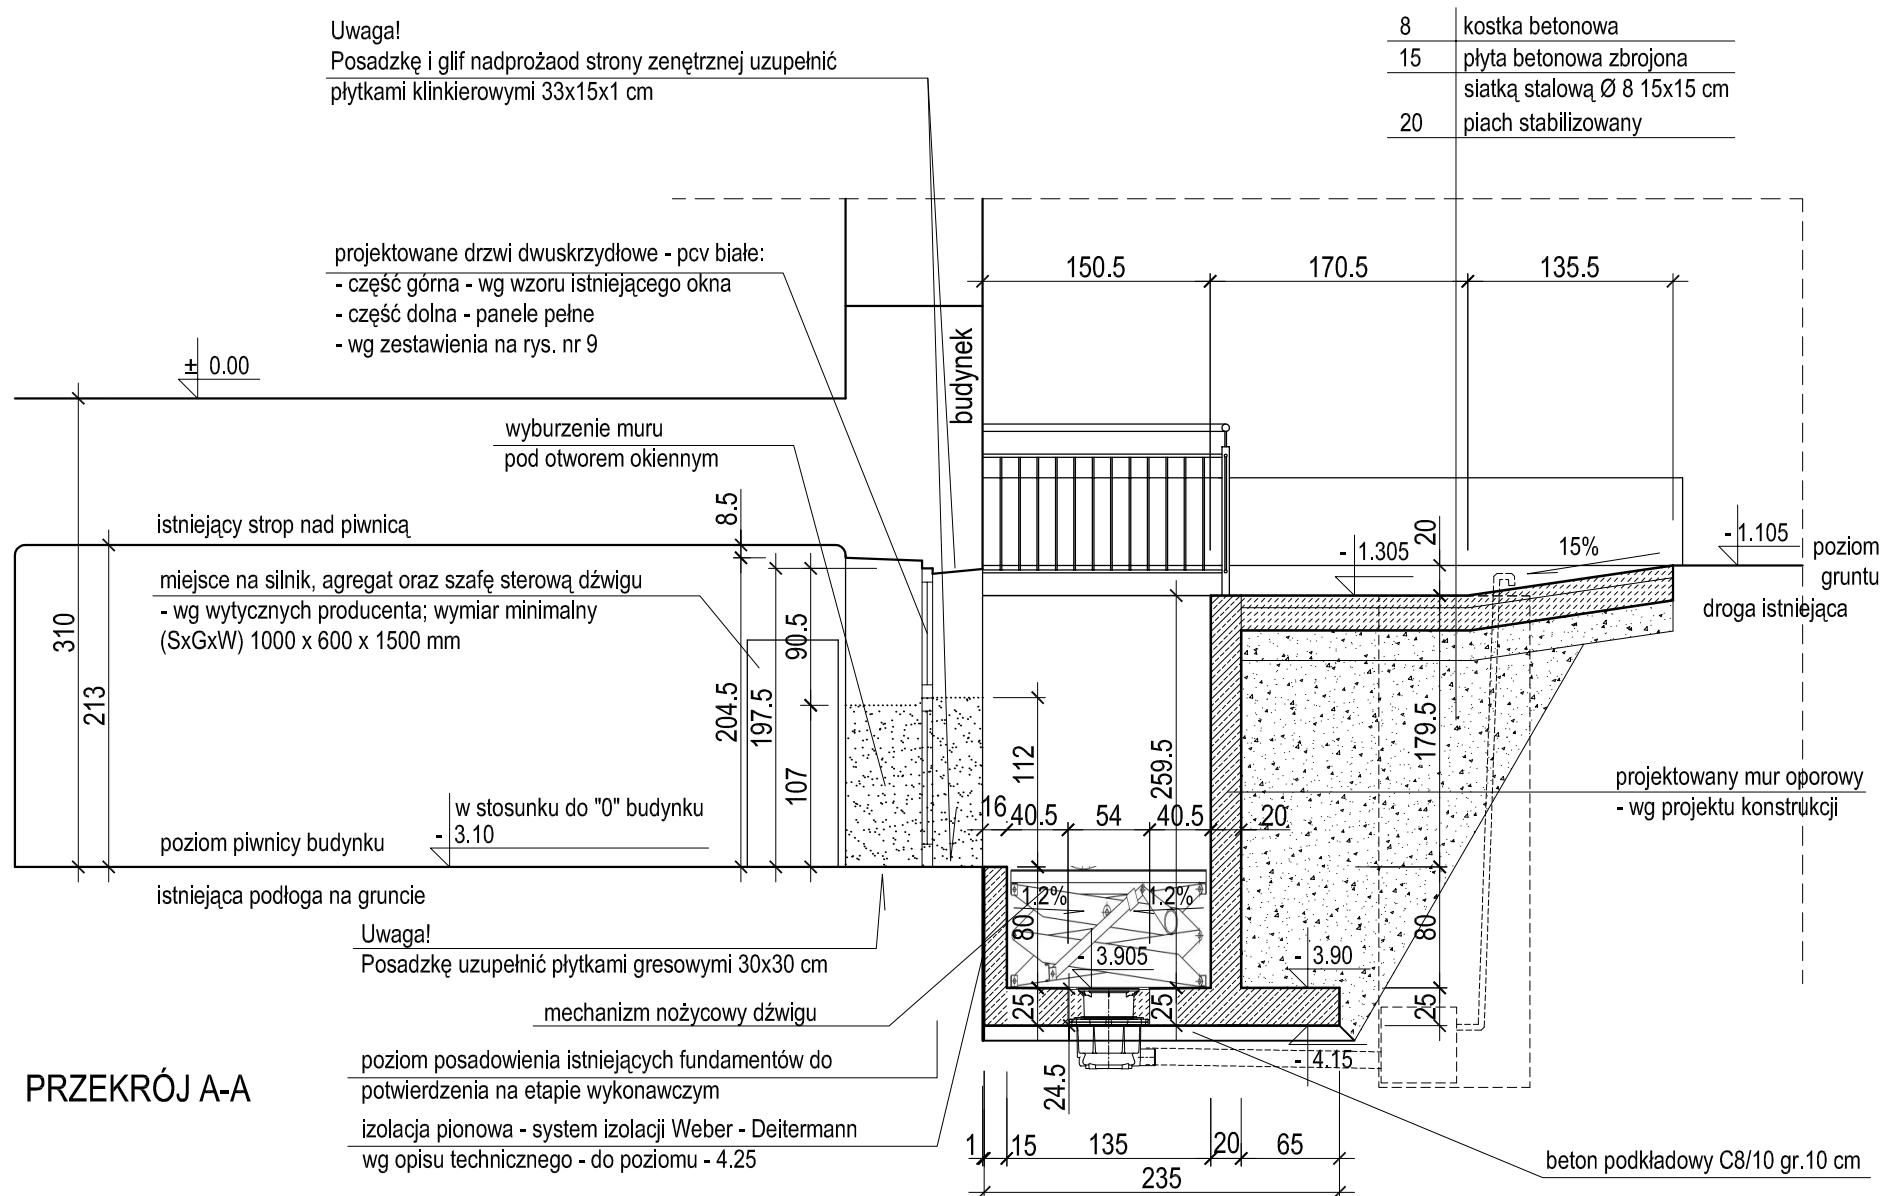 Uwaga!
Posadzkę i glif nadprożaod strony zenętrznej uzupełnić
płytkami klinkierowymi 33x15x1 cm
8 kostka betonowa
15 płyta betonowa zbrojona
siatką stalową Ø 8 15x15 cm
20 piach stabilizowany
projektowane drzwi dwuskrzydłowe - pcv białe:
- część górna - wg wzoru istniejącego okna
- część dolna - panele pełne
- wg zestawienia na rys. nr 9
150.5 170.5 135.5
± 0.00
budynek
wyburzenie muru
pod otworem okiennym
istniejący strop nad piwnicą
8.5
20
- 1.305
15%
- 1.105
poziom
gruntu
droga istniejąca
miejsce na silnik, agregat oraz szafę sterową dźwigu
- wg wytycznych producenta; wymiar minimalny
(SxGxW) 1000 x 600 x 1500 mm
310
213
204.5
197.5
90.5
107
112
259.5
179.5
projektowany mur oporowy
- wg projektu konstrukcji
16 40.5 54 40.5 20
w stosunku do "0" budynku
- 3.10
poziom piwnicy budynku
istniejąca podłoga na gruncie
1.2% 1.2%
80
80
Uwaga!
Posadzkę uzupełnić płytkami gresowymi 30x30 cm
- 3.905
- 3.90
mechanizm nożycowy dźwigu
25
25
25
- 4.15
poziom posadowienia istniejących fundamentów do
potwierdzenia na etapie wykonawczym
24.5
PRZEKRÓJ A-A
izolacja pionowa - system izolacji Weber - Deitermann
wg opisu technicznego - do poziomu - 4.25
1 15 135 20 65
235
beton podkładowy C8/10 gr.10 cm